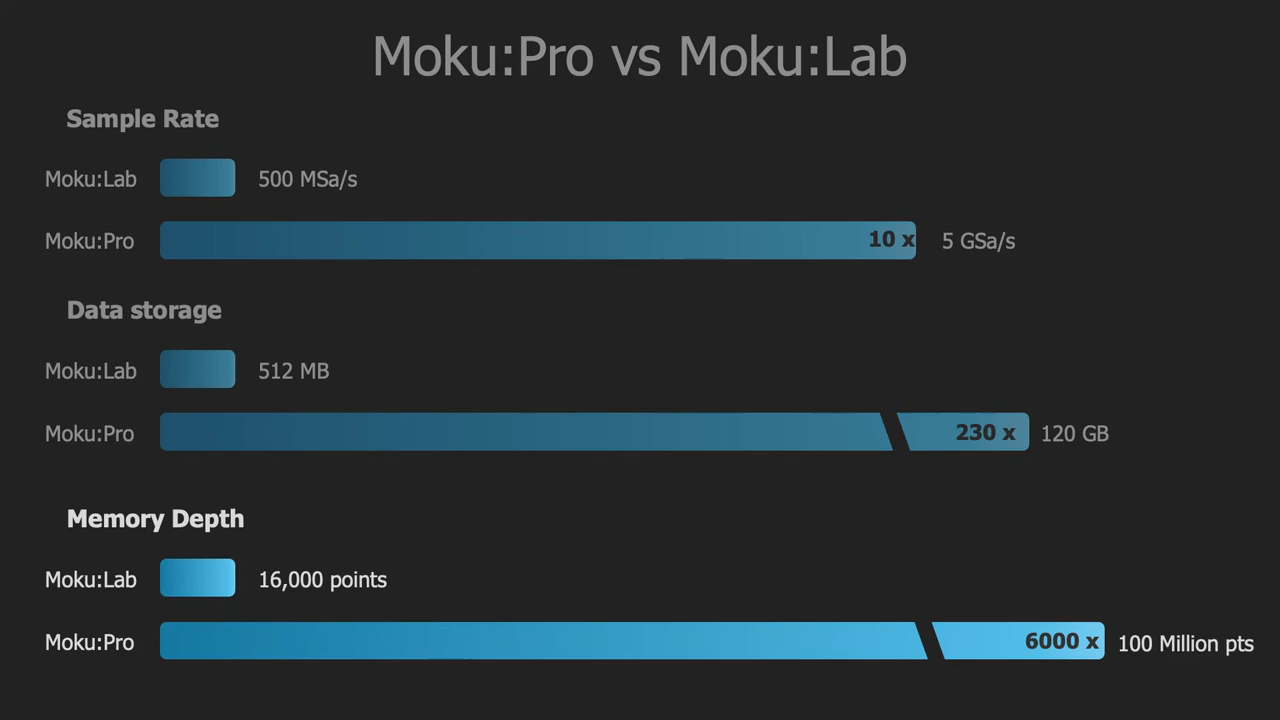 Moku:Pro vs Moku:Lab
Sample Rate
Moku:Lab 500 MSa/s
Moku:Pro 10 x 5 GSa/s
Data storage
Moku:Lab 512 MB
Moku:Pro 230 x 120 GB
Memory Depth
Moku:Lab 16,000 points
Moku:Pro 6000 x 100 Million pts